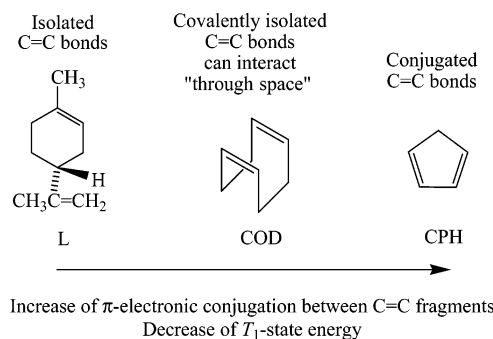 Isolated
C=C bonds
Covalently isolated
C=C bonds
can interact
"through space"
Conjugated
C=C bonds
CH₃
H
CH₃C=CH₂
L
COD
CPH
Increase of π-electronic conjugation between C=C fragments
Decrease of T₁-state energy